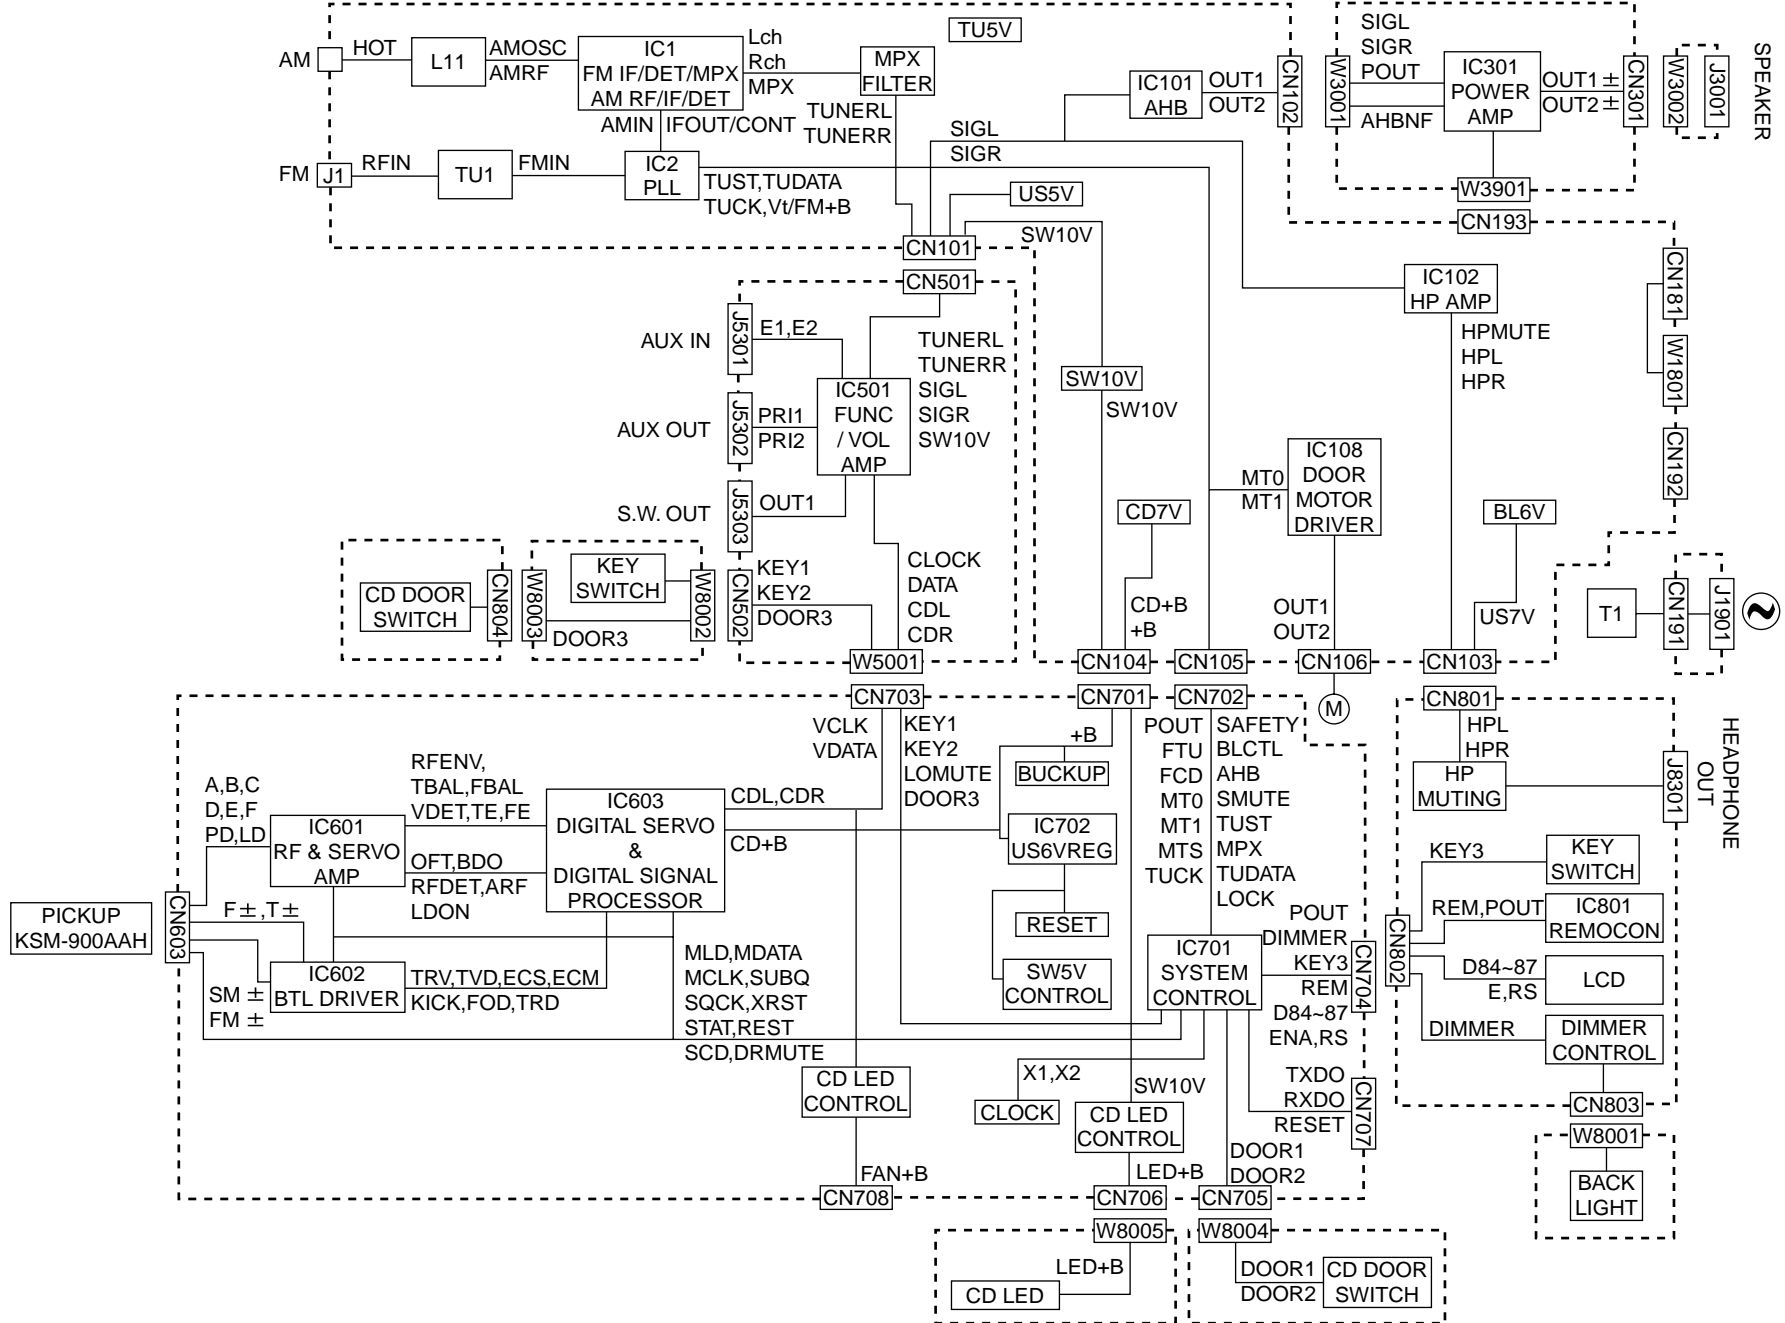 TU5V
AM
HOT
L11
AMOSC
AMRF
IC1
FM IF/DET/MPX
AM RF/IF/DET
Lch
Rch
MPX
MPX
FILTER
TUNERL
TUNERR
AMIN
IFOUT/CONT
FM
J1
RFIN
TU1
FMIN
IC2
PLL
TUST,TUDATA
TUCK,Vt/FM+B
SIGL
SIGR
IC101
AHB
OUT1
OUT2
CN102
W3001
SIGL
SIGR
POUT
AHBNF
IC301
POWER
AMP
OUT1 ±
OUT2 ±
CN301
W3002
J3001
SPEAKER
W3901
CN193
US5V
SW10V
CN101
CN501
IC102
HP AMP
HPMUTE
HPL
HPR
CN181
W1801
CN192
AUX IN
J5301
E1,E2
AUX OUT
J5302
PRI1
PRI2
S.W. OUT
J5303
OUT1
IC501
FUNC
/ VOL
AMP
TUNERL
TUNERR
SIGL
SIGR
SW10V
SW10V
SW10V
MT0
MT1
IC108
DOOR
MOTOR
DRIVER
CD7V
BL6V
CD DOOR
SWITCH
CN804
W8003
KEY
SWITCH
DOOR3
W8002
CN502
KEY1
KEY2
DOOR3
CLOCK
DATA
CDL
CDR
CD+B
+B
OUT1
OUT2
US7V
T1
CN191
J1901
W5001
CN104
CN105
CN106
CN103
CN703
CN701
CN702
M
CN801
VCLK
VDATA
KEY1
KEY2
LOMUTE
DOOR3
+B
BUCKUP
POUT
FTU
FCD
MT0
MT1
MTS
TUCK
SAFETY
BLCTL
AHB
SMUTE
TUST
MPX
TUDATA
LOCK
HPL
HPR
HP
MUTING
J8301
HEADPHONE
OUT
A,B,C
D,E,F
PD,LD
IC601
RF & SERVO
AMP
RFENV,
TBAL,FBAL
VDET,TE,FE
OFT,BDO
RFDET,ARF
LDON
IC603
DIGITAL SERVO
&
DIGITAL SIGNAL
PROCESSOR
CDL,CDR
CD+B
IC702
US6VREG
RESET
SW5V
CONTROL
KEY3
KEY
SWITCH
PICKUP
KSM-900AAH
CN603
F±,T±
SM ±
FM ±
IC602
BTL DRIVER
TRV,TVD,ECS,ECM
KICK,FOD,TRD
MLD,MDATA
MCLK,SUBQ
SQCK,XRST
STAT,REST
SCD,DRMUTE
IC701
SYSTEM
CONTROL
POUT
DIMMER
KEY3
REM
D84~87
ENA,RS
CN704
CN802
REM,POUT
IC801
REMOCON
D84~87
E,RS
LCD
DIMMER
DIMMER
CONTROL
CD LED
CONTROL
X1,X2
CLOCK
SW10V
CD LED
CONTROL
TXDO
RXDO
RESET
CN707
CN803
W8001
BACK
LIGHT
FAN+B
LED+B
DOOR1
DOOR2
CN708
CN706
CN705
W8005
W8004
LED+B
CD LED
DOOR1
DOOR2
CD DOOR
SWITCH